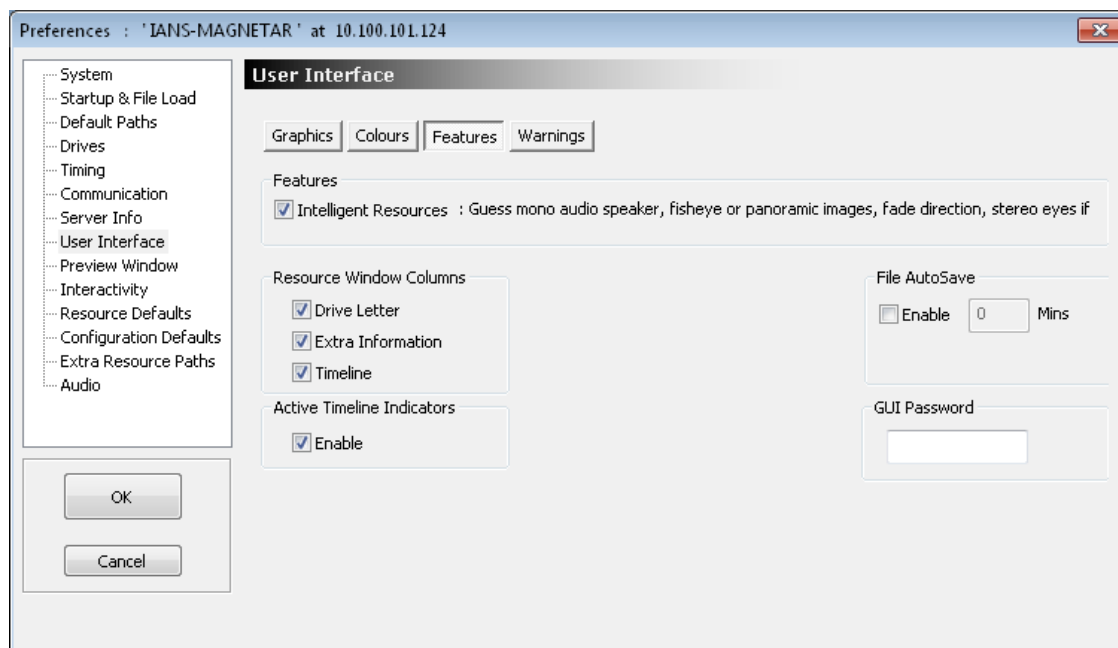 Preferences : 'IANS-MAGNETAR' at 10.100.101.124
System
Startup & File Load
Default Paths
Drives
Timing
Communication
Server Info
User Interface
Preview Window
Interactivity
Resource Defaults
Configuration Defaults
Extra Resource Paths
Audio
OK
Cancel
User Interface
Graphics Colours Features Warnings
Features
Intelligent Resources : Guess mono audio speaker, fisheye or panoramic images, fade direction, stereo eyes if
Resource Window Columns
Drive Letter
Extra Information
Timeline
Active Timeline Indicators
Enable
File AutoSave
Enable 0 Mins
GUI Password